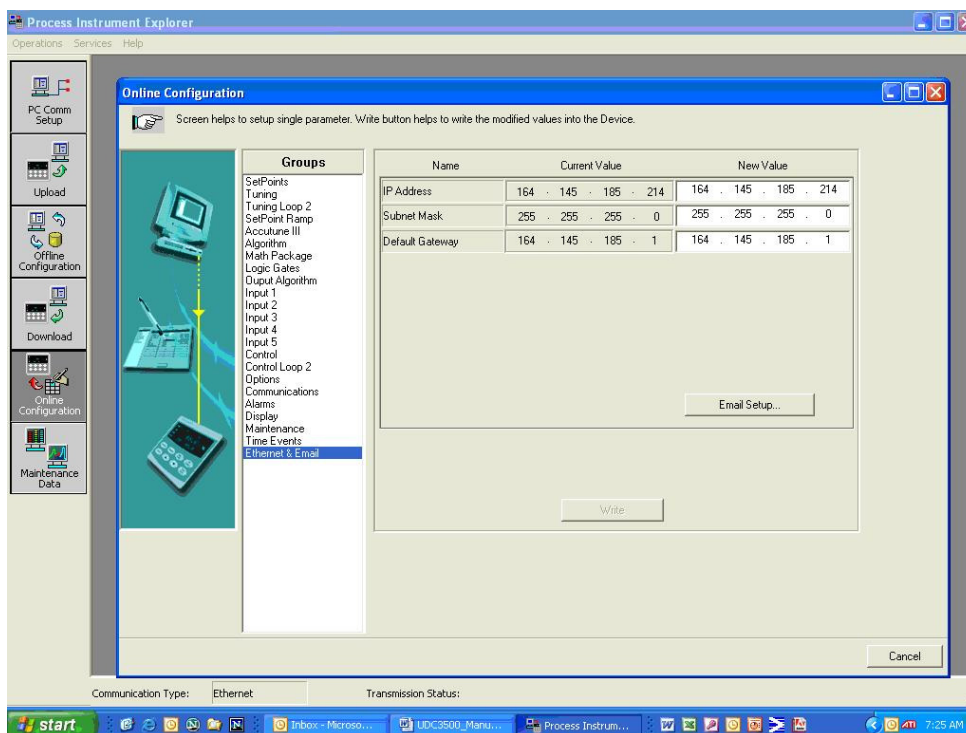 Process Instrument Explorer
Operations Services Help
PC Comm
Setup
Upload
Offline
Configuration
Download
Online
Configuration
Maintenance
Data
Online Configuration
Screen helps to setup single parameter. Write button helps to write the modified values into the Device.
Groups
SetPoints
Tuning
Tuning Loop 2
SetPoint Ramp
Accutune III
Algorithm
Math Package
Logic Gates
Ouput Algorithm
Input 1
Input 2
Input 3
Input 4
Input 5
Control
Control Loop 2
Options
Communications
Alarms
Display
Maintenance
Time Events
Ethernet & Email
Name Current Value New Value
IP Address 164 . 145 . 185 . 214 164 . 145 . 185 . 214
Subnet Mask 255 . 255 . 255 . 0 255 . 255 . 255 . 0
Default Gateway 164 . 145 . 185 . 1 164 . 145 . 185 . 1
Email Setup...
Write
Cancel
Communication Type: Ethernet Transmission Status:
start Inbox - Microso... UDC3500_Manu... Process Instrum... 7:25 AM